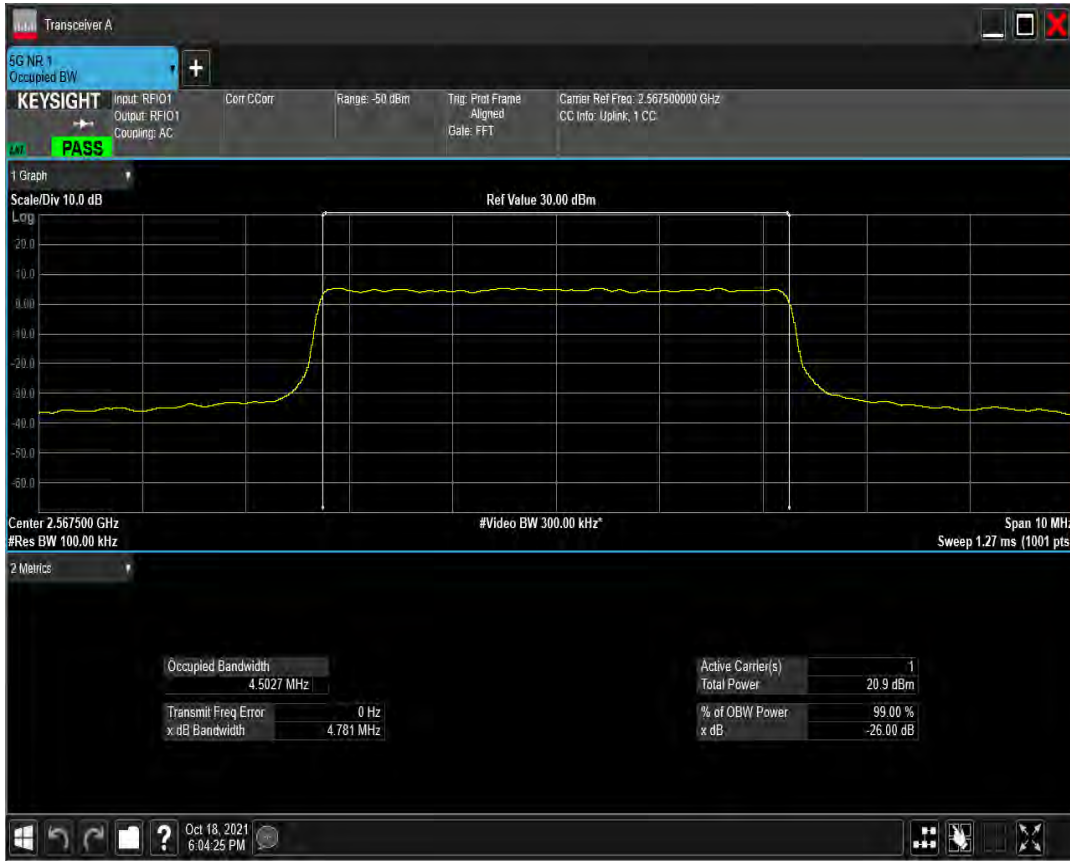 Transceiver A
5G NR 1
Occupied BW
+
KEYSIGHT
Input: RFIO1
Output: RFIO1
Coupling: AC
Corr CCorr
Range: -50 dBm
Trig: Prot Frame
Aligned
Gate: FFT
Carrier Ref Freq: 2.567500000 GHz
CC Info: Uplink, 1 CC
PASS
1 Graph
Scale/Div 10.0 dB
Ref Value 30.00 dBm
Log
20.0
10.0
0.00
-10.0
-20.0
-30.0
-40.0
-50.0
-60.0
Center 2.567500 GHz
#Video BW 300.00 kHz*
Span 10 MHz
#Res BW 100.00 kHz
Sweep 1.27 ms (1001 pts
2 Metrics
Occupied Bandwidth
4.5027 MHz
Transmit Freq Error 0 Hz
x dB Bandwidth 4.781 MHz
Active Carrier(s) 1
Total Power 20.9 dBm
% of OBW Power 99.00 %
x dB -26.00 dB
?
Oct 18, 2021
6:04:25 PM